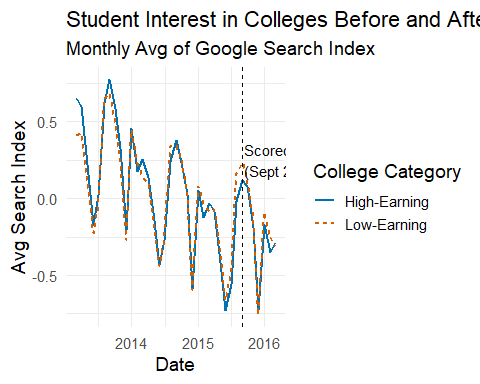 Student Interest in Colleges Before and Afte
Monthly Avg of Google Search Index
Avg Search Index
0.5
0.0
-0.5
Scorec
(Sept 2
2014
2015
2016
Date
College Category
High-Earning
Low-Earning